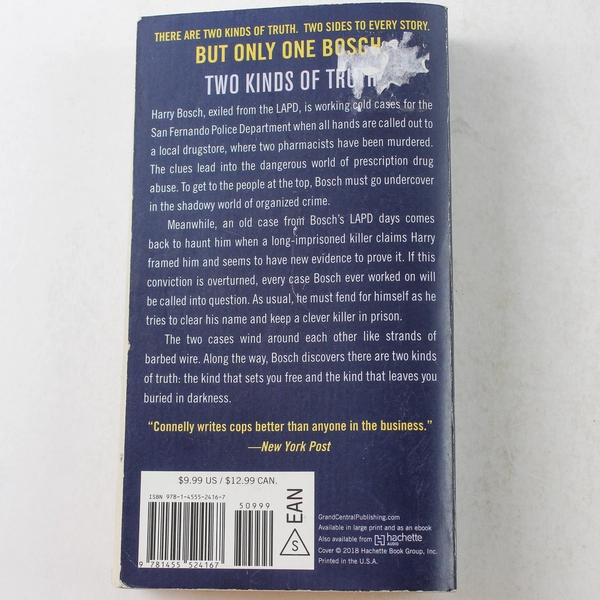 THERE ARE TWO KINDS OF TRUTH. TWO SIDES TO EVERY STORY.
BUT ONLY ONE BOSCH
TWO KINDS OF TRUTH
Harry Bosch, exiled from the LAPD, is working cold cases for the
San Fernando Police Department when all hands are called out to
a local drugstore, where two pharmacists have been murdered.
The clues lead into the dangerous world of prescription drug
abuse. To get to the people at the top, Bosch must go undercover
in the shadowy world of organized crime.
Meanwhile, an old case from Bosch's LAPD days comes
back to haunt him when a long-imprisoned killer claims Harry
framed him and seems to have new evidence to prove it. If this
conviction is overturned, every case Bosch ever worked on will
be called into question. As usual, he must fend for himself as he
tries to clear his name and keep a clever killer in prison.
The two cases wind around each other like strands of
barbed wire. Along the way, Bosch discovers there are two kinds
of truth: the kind that sets you free and the kind that leaves you
buried in darkness.
"Connelly writes cops better than anyone in the business."
—New York Post
$9.99 US / $12.99 CAN.
ISBN 978-1-4555-2416-7
50999
9 781455 524167
EAN
S
GrandCentralPublishing.com
Available in large print and as an ebook
Also available from hachette
AUDIO
Cover © 2018 Hachette Book Group, Inc.
Printed in the U.S.A.